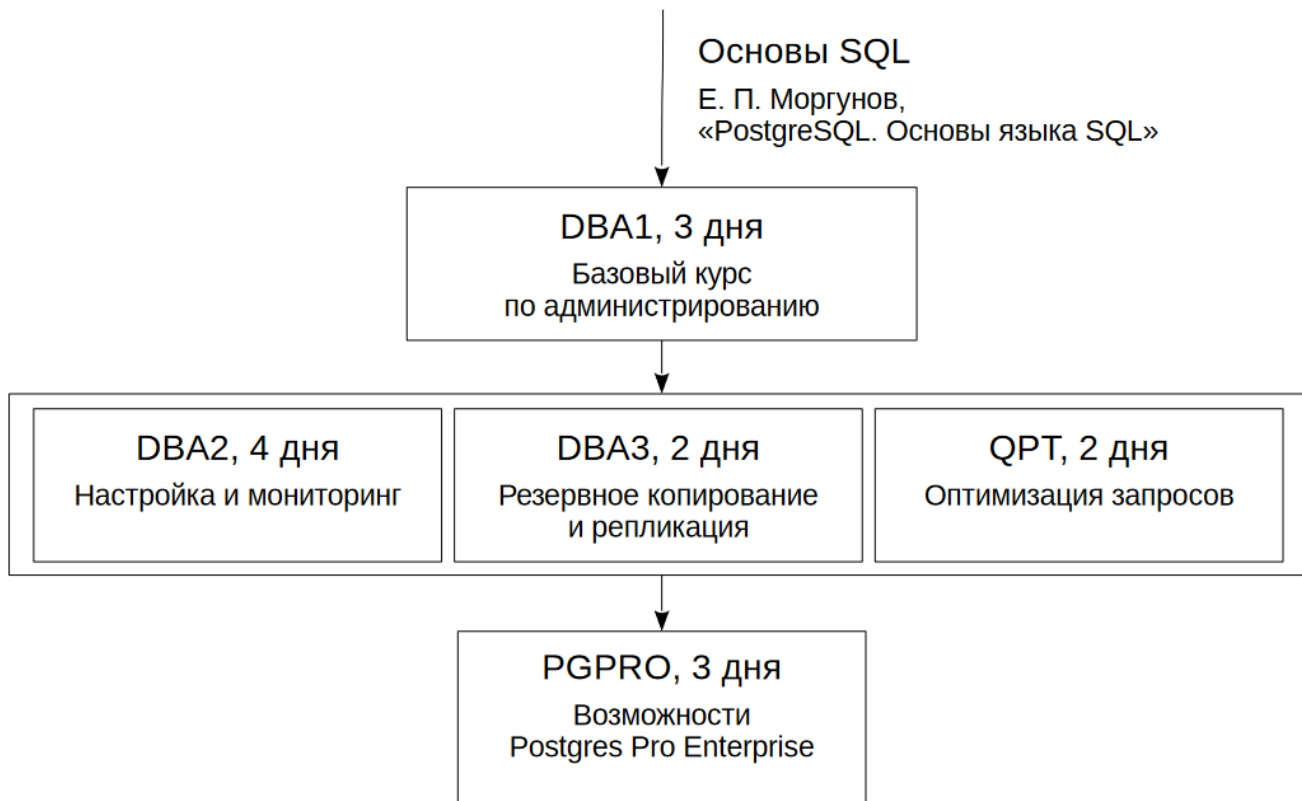 Основы SQL
Е. П. Моргунов,
«PostgreSQL. Основы языка SQL»
DBA1, 3 дня
Базовый курс
по администрированию
DBA2, 4 дня
Настройка и мониторинг
DBA3, 2 дня
Резервное копирование
и репликация
QPT, 2 дня
Оптимизация запросов
PGPRO, 3 дня
Возможности
Postgres Pro Enterprise